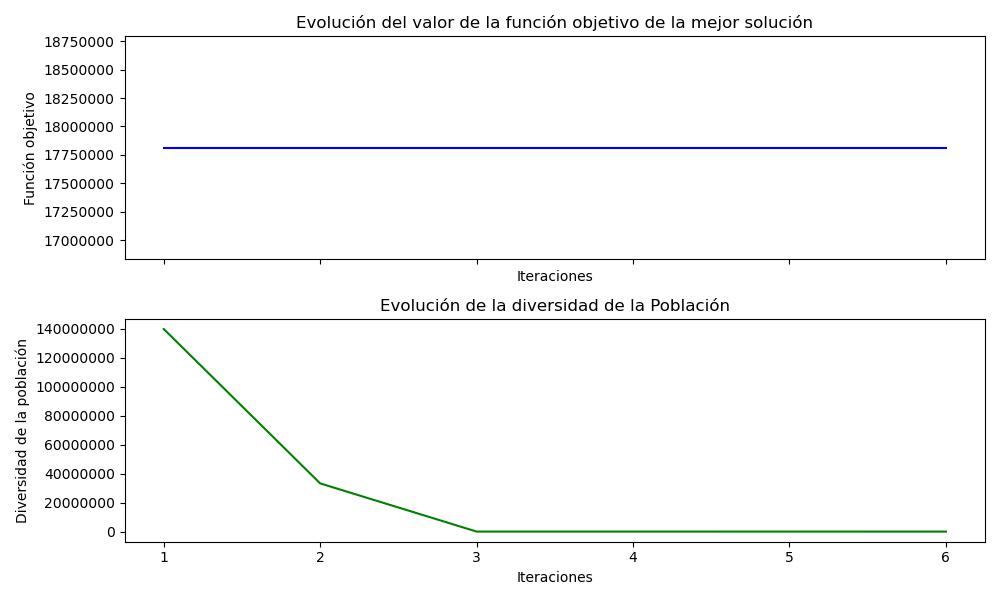 Evolución del valor de la función objetivo de la mejor solución
18750000
18500000
18250000
18000000
17750000
17500000
17250000
17000000
Función objetivo
Iteraciones
Evolución de la diversidad de la Población
140000000
120000000
100000000
80000000
60000000
40000000
20000000
0
Diversidad de la población
1 2 3 4 5 6
Iteraciones